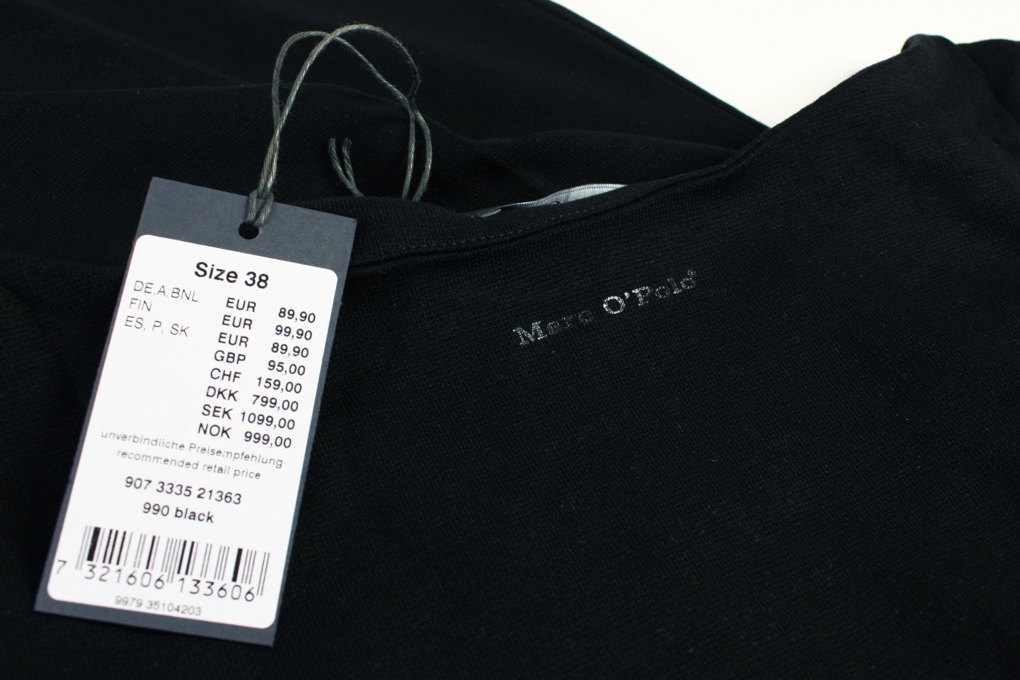 Size 38
DE,A,BNL EUR 89,90
FIN EUR 99,90
ES, P, SK EUR 89,90
GBP 95,00
CHF 159,00
DKK 799,00
SEK 1099,00
NOK 999,00
unverbindliche Preisempfehlung
recommended retail price
907 3335 21363
990 black
7 321606 133606
9979 35104203
Marc O'Polo®